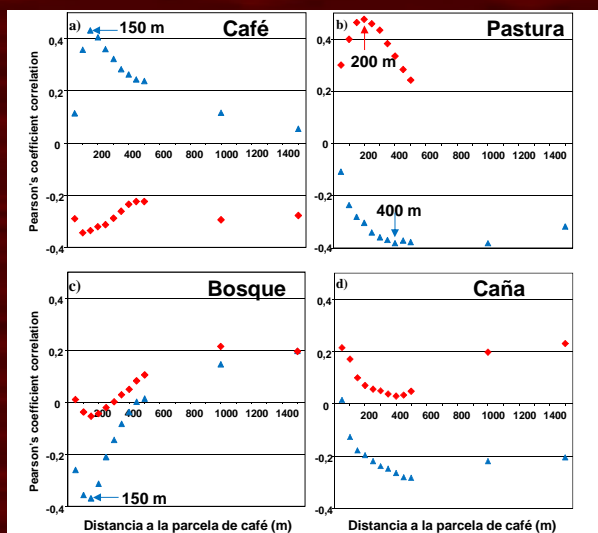 a)
Café
150 m
0,4
0,2
0
-0,2
-0,4
200 400 600 800 1000 1200 1400
Pearson's coefficient correlation
b)
Pastura
200 m
400 m
0,4
0,2
0
-0,2
-0,4
200 400 600 800 1000 1200 1400
c)
Bosque
150 m
0,4
0,2
0
-0,2
-0,4
200 400 600 800 1000 1200 1400
Pearson's coefficient correlation
Distancia a la parcela de café (m)
d)
Caña
0,4
0,2
0
-0,2
-0,4
200 400 600 800 1000 1200 1400
Distancia a la parcela de café (m)